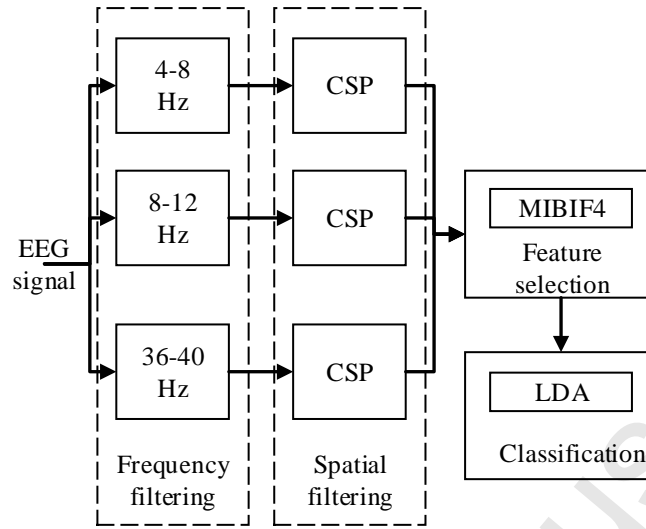 EEG
signal
4-8
Hz
8-12
Hz
36-40
Hz
Frequency
filtering
CSP
CSP
CSP
Spatial
filtering
MIBIF4
Feature
selection
LDA
Classification